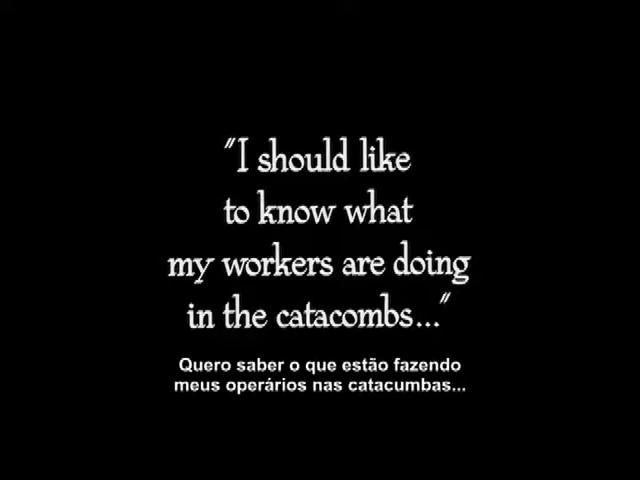 "I should like
to know what
my workers are doing
in the catacombs..."
Quero saber o que estão fazendo
meus operários nas catacumbas...